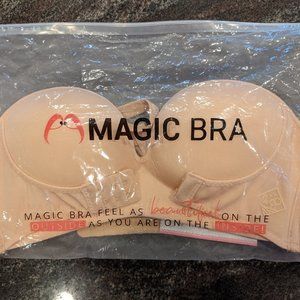 MAGIC BRA
MAGIC BRA FEEL AS beautiful ON THE
OUTSIDE AS YOU ARE ON THE INSIDE!